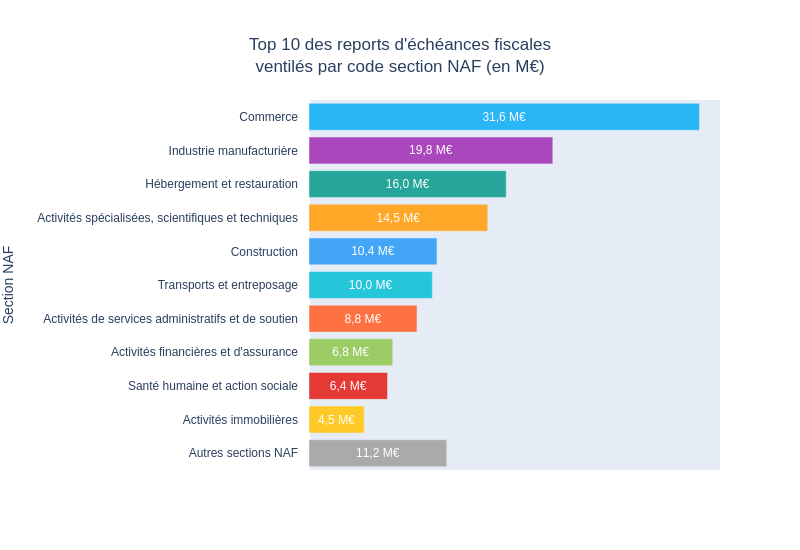 Top 10 des reports d'échéances fiscales
ventilés par code section NAF (en M€)
Section NAF
Commerce 31,6 M€
Industrie manufacturière 19,8 M€
Hébergement et restauration 16,0 M€
Activités spécialisées, scientifiques et techniques 14,5 M€
Construction 10,4 M€
Transports et entreposage 10,0 M€
Activités de services administratifs et de soutien 8,8 M€
Activités financières et d'assurance 6,8 M€
Santé humaine et action sociale 6,4 M€
Activités immobilières 4,5 M€
Autres sections NAF 11,2 M€